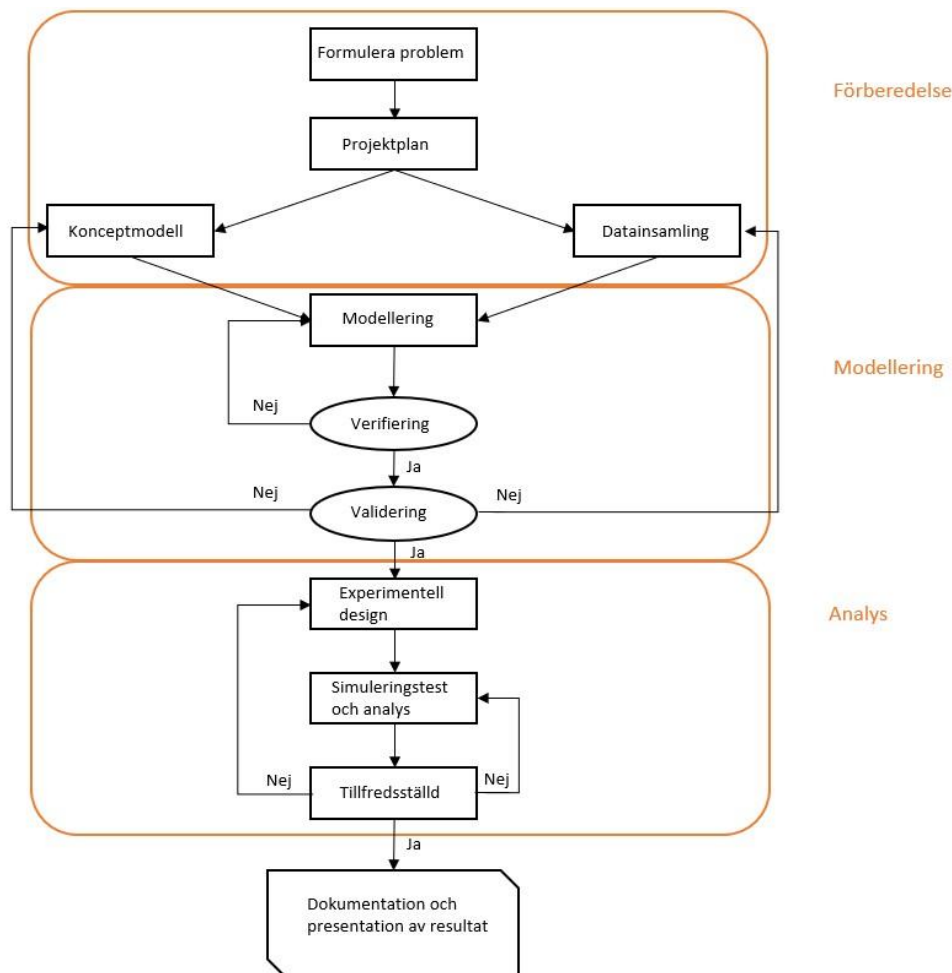 Formulera problem
Förberedelse
Projektplan
Konceptmodell
Datainsamling
Modellering
Modellering
Nej
Verifiering
Ja
Nej
Nej
Validering
Ja
Experimentell
design
Analys
Simuleringstest
och analys
Nej
Nej
Tillfredsställd
Ja
Dokumentation och
presentation av resultat